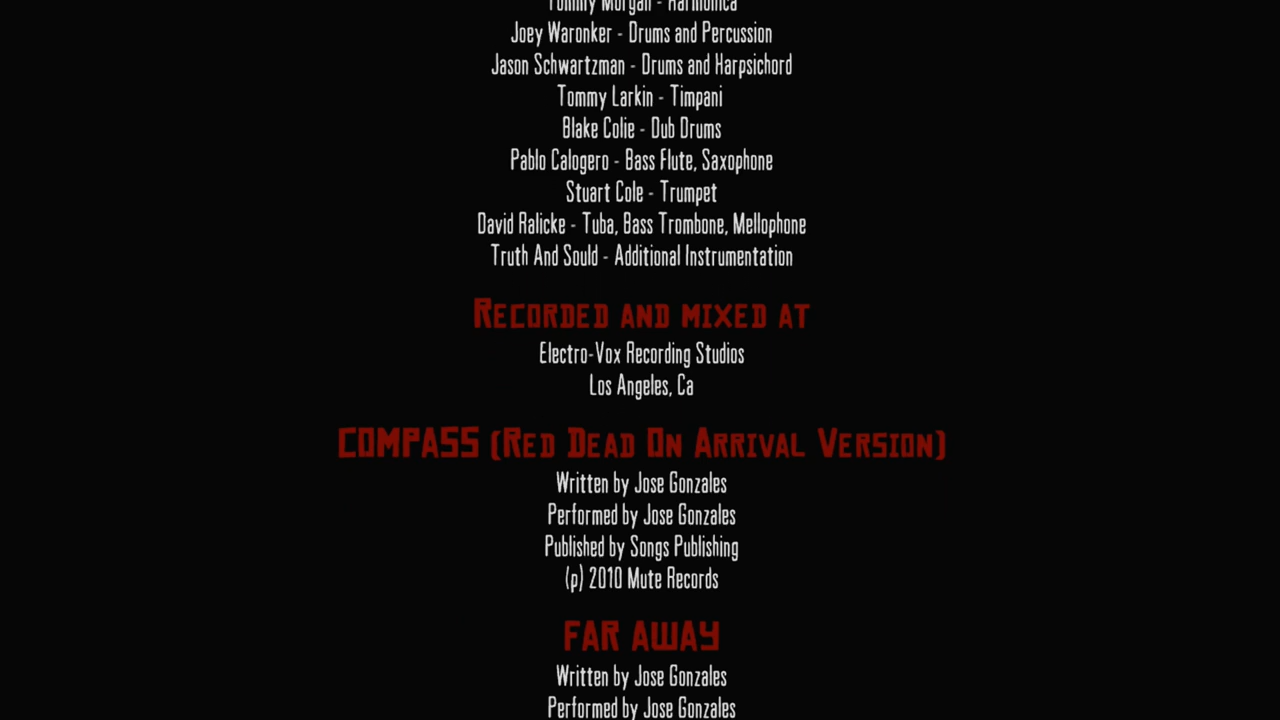 Tommy Morgan - Harmonica
Joey Waronker - Drums and Percussion
Jason Schwartzman - Drums and Harpsichord
Tommy Larkin - Timpani
Blake Colie - Dub Drums
Pablo Calogero - Bass Flute, Saxophone
Stuart Cole - Trumpet
David Ralicke - Tuba, Bass Trombone, Mellophone
Truth And Sould - Additional Instrumentation
Recorded and mixed at
Electro-Vox Recording Studios
Los Angeles, Ca
COMPASS (Red Dead On Arrival Version)
Written by Jose Gonzales
Performed by Jose Gonzales
Published by Songs Publishing
(p) 2010 Mute Records
FAR AWAY
Written by Jose Gonzales
Performed by Jose Gonzales